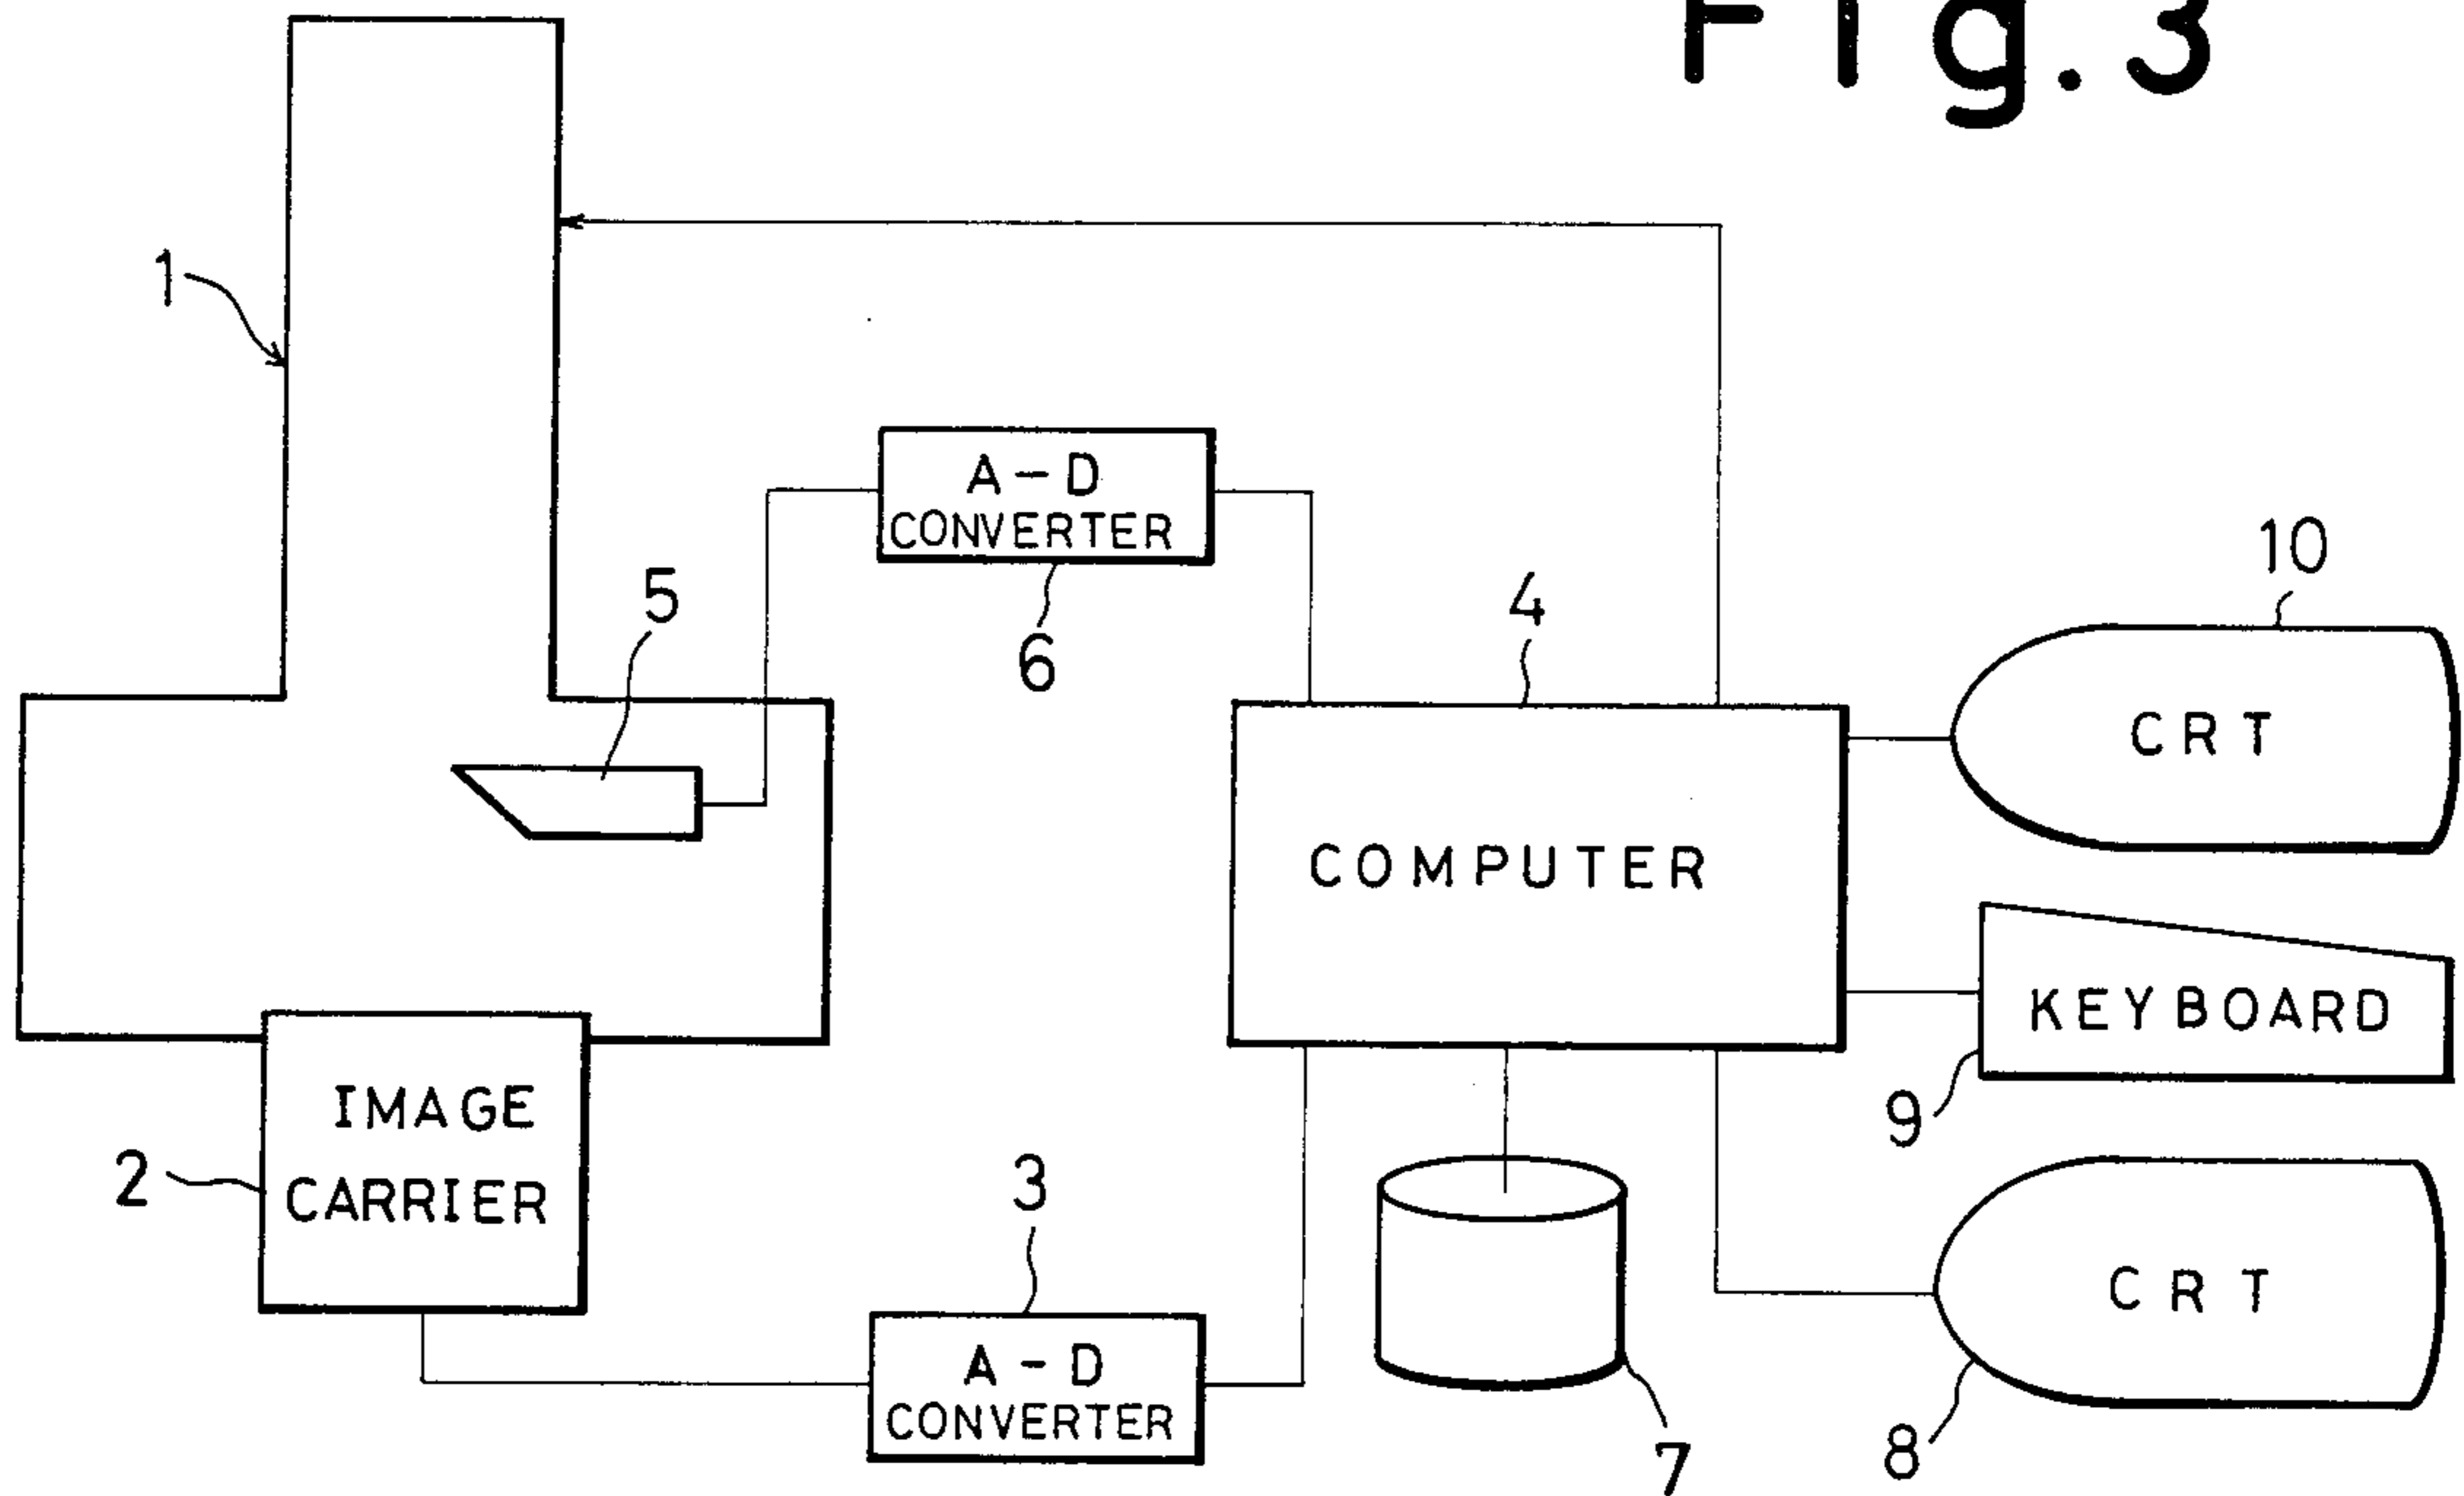 Fig.3
1
A-D
CONVERTER
6
5
4
10
CRT
COMPUTER
KEYBOARD
9
IMAGE
CARRIER
2
3
A-D
CONVERTER
7
CRT
8